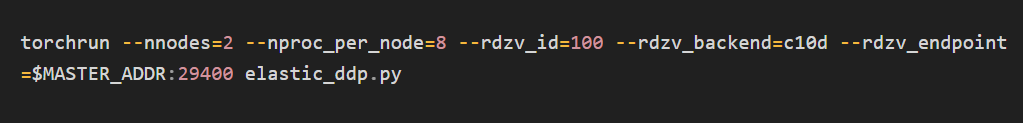 torchrun --nnodes=2 --nproc_per_node=8 --rdzv_id=100 --rdzv_backend=c10d --rdzv_endpoint
=$MASTER_ADDR:29400 elastic_ddp.py